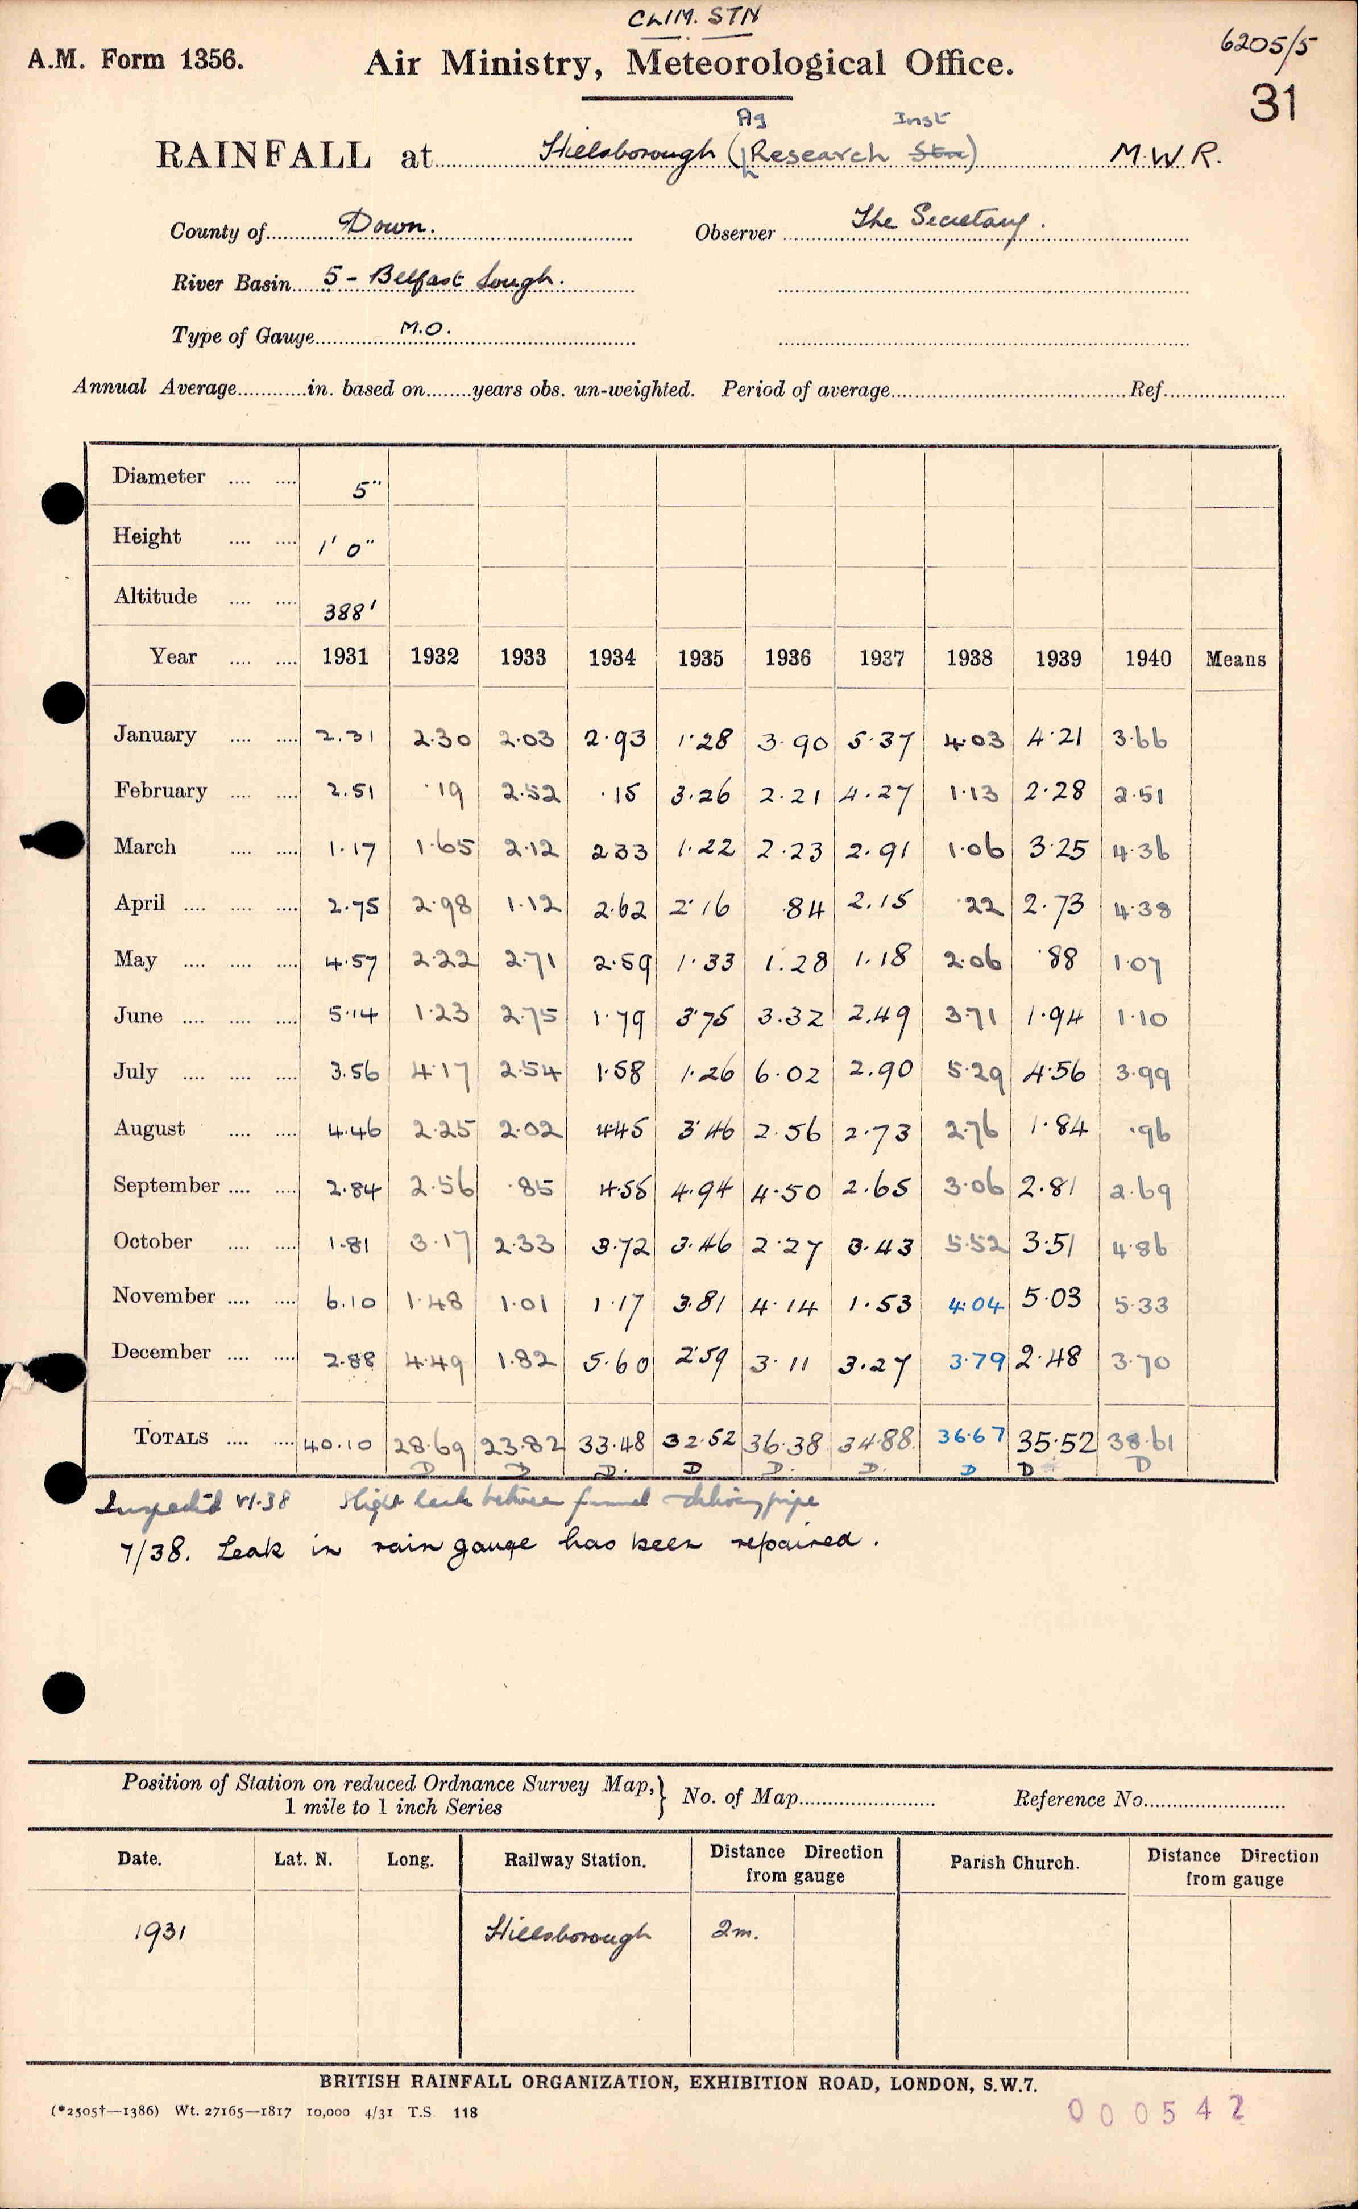 CLIM. STN
A.M. Form 1356.
Air Ministry, Meteorological Office.
6205/5
31
Ag Inst
RAINFALL at Hillsborough (Research Stn) M.W.R.
County of Down. Observer The Secretary.
River Basin 5 - Belfast Lough.
Type of Gauge M.O.
Annual Average in. based on years obs. un-weighted. Period of average Ref.
Diameter 5"
Height 1' 0"
Altitude 388'
Year 1931 1932 1933 1934 1935 1936 1937 1938 1939 1940 Means
January 2.31 2.30 2.03 2.93 1.28 3.90 5.37 4.03 4.21 3.66
February 2.51 .19 2.52 .15 3.26 2.21 4.27 1.13 2.28 2.51
March 1.17 1.65 2.12 2.33 1.22 2.23 2.91 1.06 3.25 4.36
April 2.75 2.98 1.12 2.62 2.16 .84 2.15 .22 2.73 4.38
May 4.57 2.22 2.71 2.59 1.33 1.28 1.18 2.06 .88 1.07
June 5.14 1.23 2.75 1.79 3.75 3.32 2.49 3.71 1.94 1.10
July 3.56 4.17 2.54 1.58 1.26 6.02 2.90 5.29 4.56 3.99
August 4.46 2.25 2.02 4.45 3.46 2.56 2.73 2.76 1.84 .96
September 2.84 2.56 .85 4.55 4.94 4.50 2.65 3.06 2.81 2.69
October 1.81 3.17 2.33 3.72 3.46 2.27 3.43 5.52 3.51 4.86
November 6.10 1.48 1.01 1.17 3.81 4.14 1.53 4.04 5.03 5.33
December 2.88 4.49 1.82 5.60 2.59 3.11 3.27 3.79 2.48 3.70
TOTALS 40.10 28.69 23.82 33.48 32.52 36.38 34.88 36.67 35.52 38.61
D D D. D D. D. D D D
Inspected VI.38 Slight leak between funnel delivery pipe
7/38. Leak in rain gauge has been repaired.
Position of Station on reduced Ordnance Survey Map, 1 mile to 1 inch Series } No. of Map Reference No.
Date. Lat. N. Long. Railway Station. Distance Direction from gauge Parish Church. Distance Direction from gauge
1931 Hillsborough 2m.
BRITISH RAINFALL ORGANIZATION, EXHIBITION ROAD, LONDON, S.W.7.
(*2505†—1386) Wt. 27165—1817 10,000 4/31 T.S. 118
000542